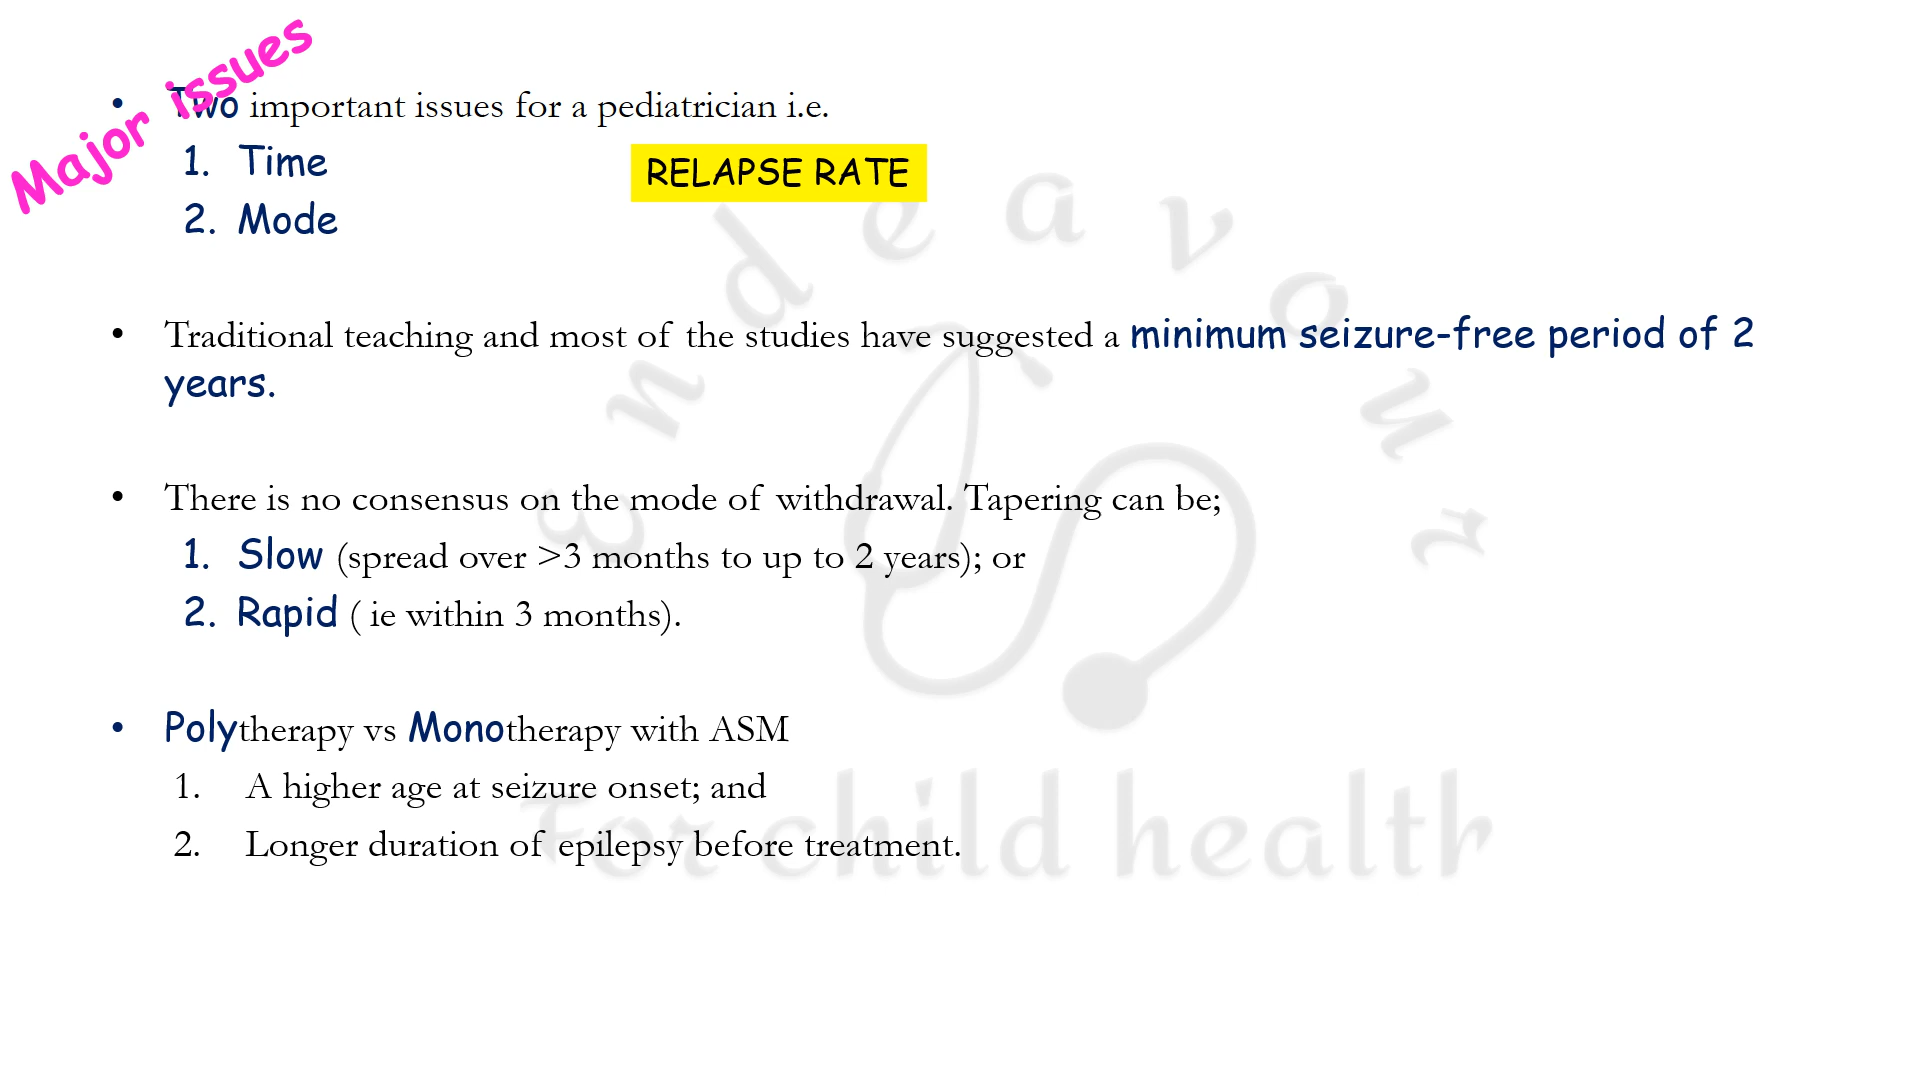 Major issues
• Two important issues for a pediatrician i.e.
1. Time
RELAPSE RATE
2. Mode
• Traditional teaching and most of the studies have suggested a minimum seizure-free period of 2
years.
• There is no consensus on the mode of withdrawal. Tapering can be;
1. Slow (spread over >3 months to up to 2 years); or
2. Rapid ( ie within 3 months).
• Polytherapy vs Monotherapy with ASM
1. A higher age at seizure onset; and
2. Longer duration of epilepsy before treatment.
Endeavour
For child health